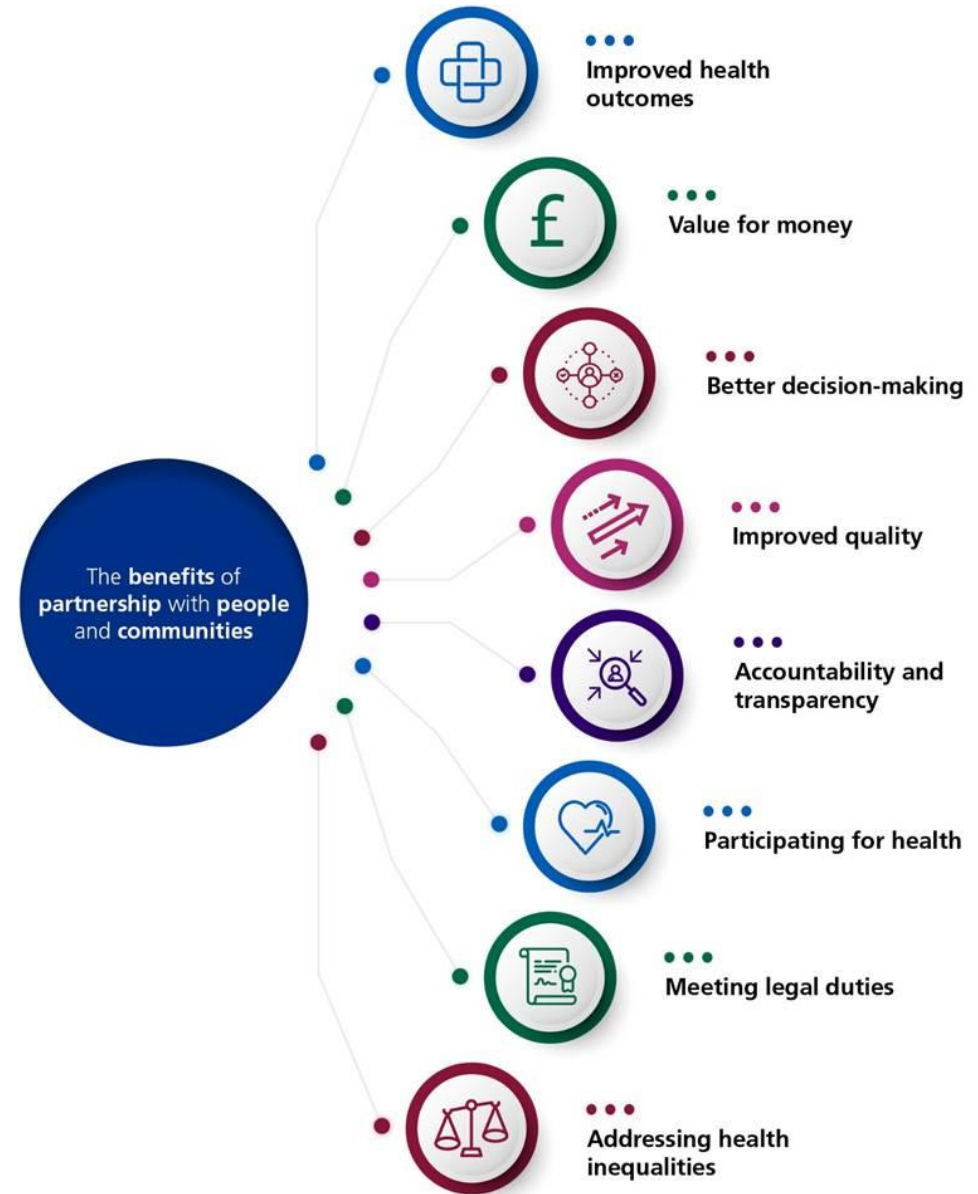 Improved health
outcomes
£
Value for money
Better decision-making
Improved quality
The benefits of
partnership with people
and communities
Accountability and
transparency
Participating for health
Meeting legal duties
Addressing health
inequalities